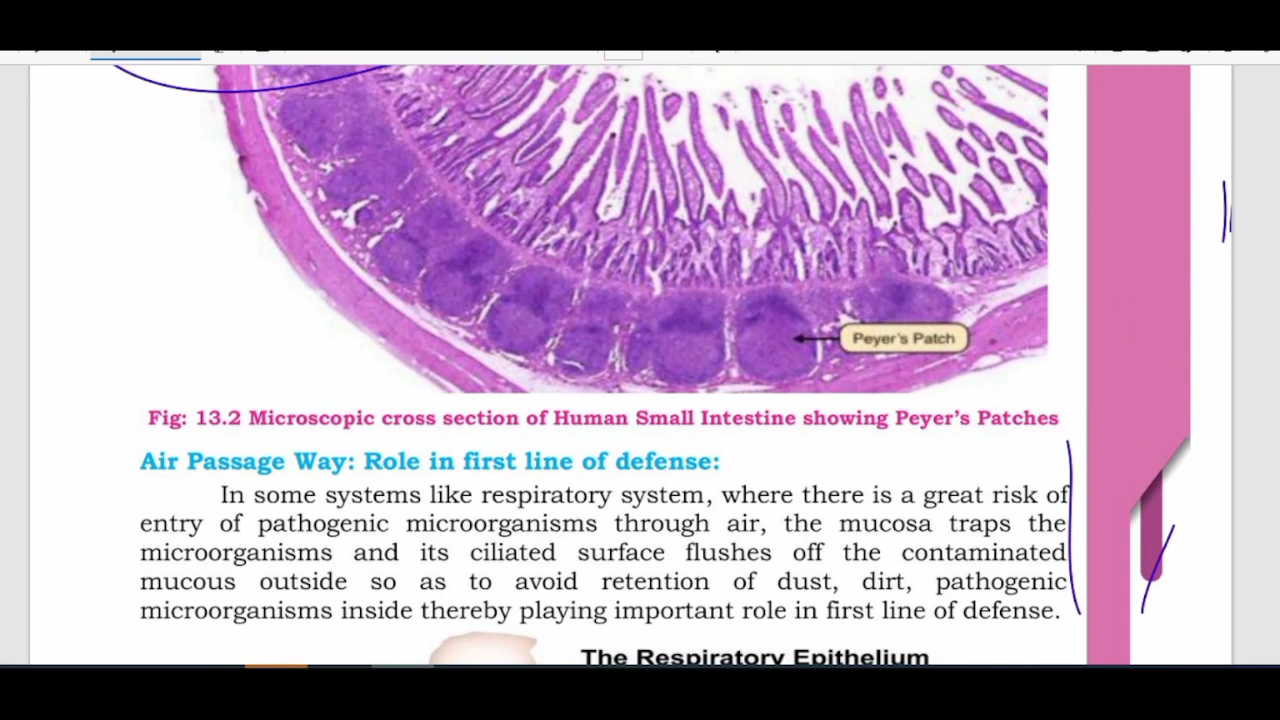 Peyer's Patch
Fig: 13.2 Microscopic cross section of Human Small Intestine showing Peyer's Patches
Air Passage Way: Role in first line of defense:
In some systems like respiratory system, where there is a great risk of
entry of pathogenic microorganisms through air, the mucosa traps the
microorganisms and its ciliated surface flushes off the contaminated
mucous outside so as to avoid retention of dust, dirt, pathogenic
microorganisms inside thereby playing important role in first line of defense.
The Respiratory Epithelium